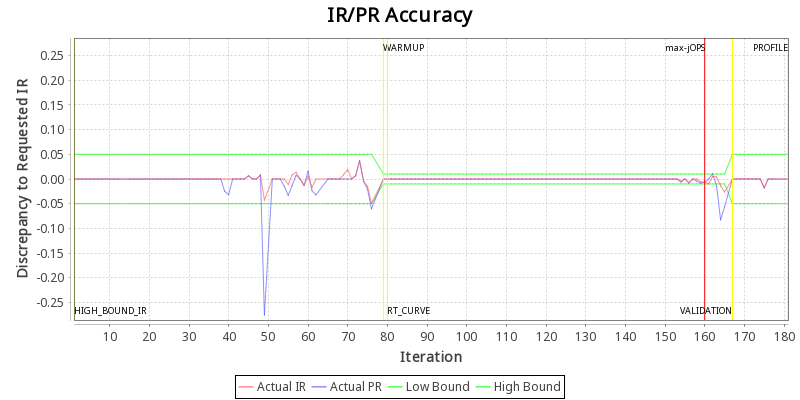 IR/PR Accuracy
Discrepancy to Requested IR
0.25
0.20
0.15
0.10
0.05
0.00
-0.05
-0.10
-0.15
-0.20
-0.25
WARMUP
max-jOPS
PROFILE
HIGH_BOUND_IR
RT_CURVE
VALIDATION
10 20 30 40 50 60 70 80 90 100 110 120 130 140 150 160 170 180
Iteration
Actual IR Actual PR Low Bound High Bound